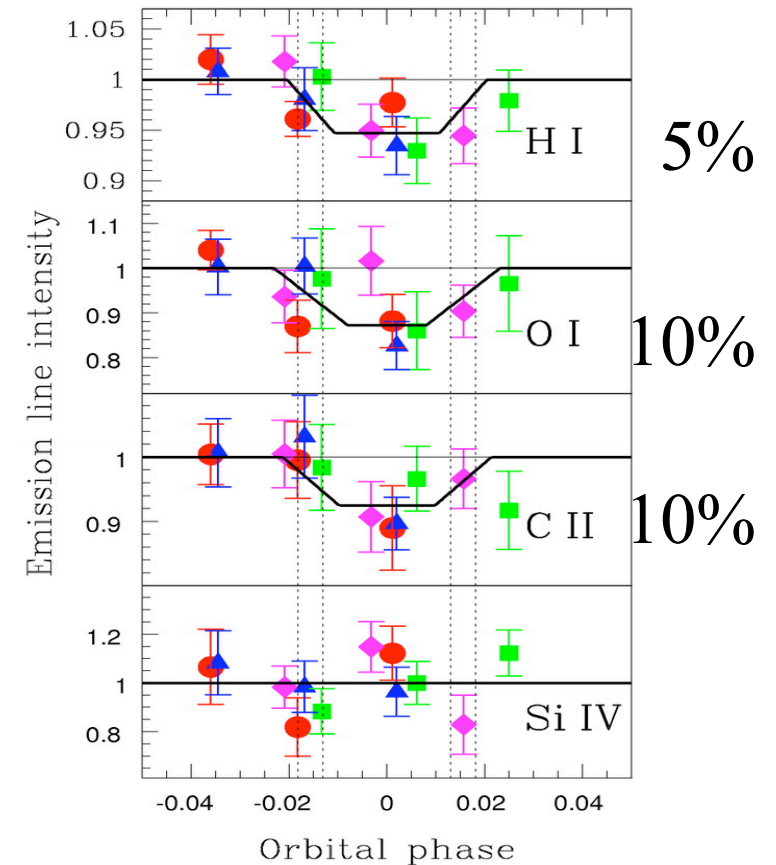 1.05
1
0.95
0.9
H I
5%
1.1
1
0.9
0.8
O I
10%
1
0.9
C II
10%
1.2
1
0.8
Si IV
Emission line intensity
-0.04 -0.02 0 0.02 0.04
Orbital phase